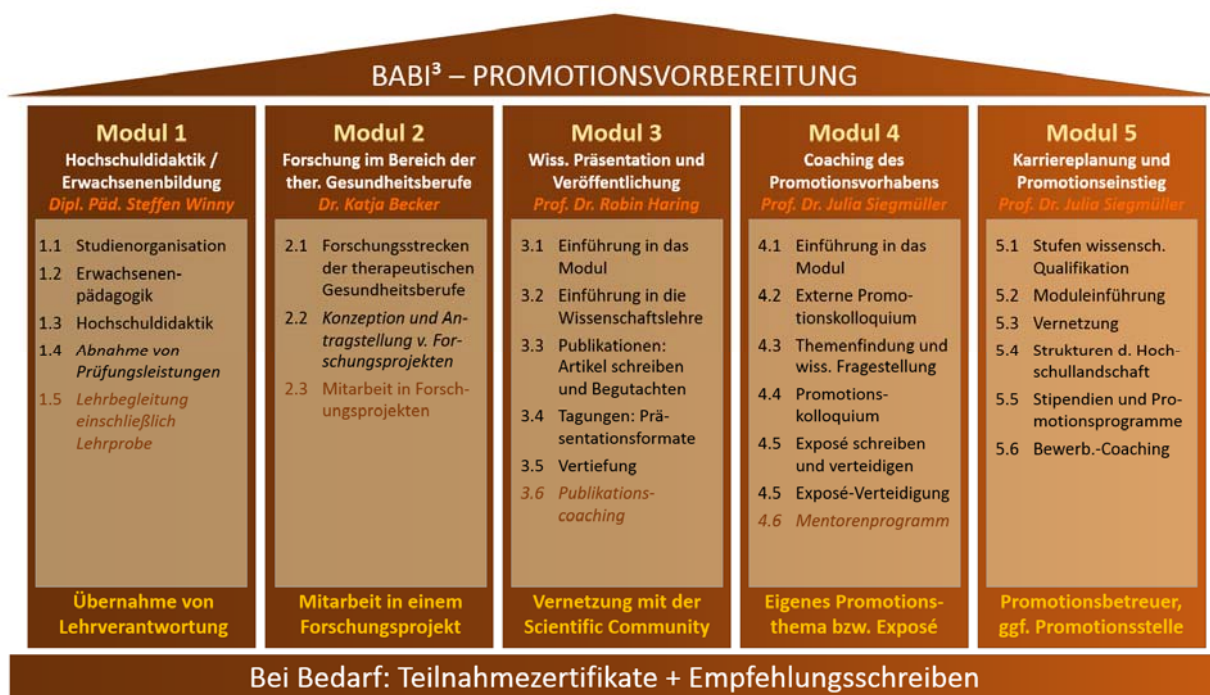 BABI³ – PROMOTIONSVORBEREITUNG
Modul 1
Hochschuldidaktik /
Erwachsenenbildung
Dipl. Päd. Steffen Winny
1.1 Studienorganisation
1.2 Erwachsenen-
pädagogik
1.3 Hochschuldidaktik
1.4 Abnahme von
Prüfungsleistungen
1.5 Lehrbegleitung
einschließlich
Lehrprobe
Übernahme von
Lehrverantwortung
Modul 2
Forschung im Bereich der
ther. Gesundheitsberufe
Dr. Katja Becker
2.1 Forschungsstrecken
der therapeutischen
Gesundheitsberufe
2.2 Konzeption und An-
tragstellung v. For-
schungsprojekten
2.3 Mitarbeit in Forsch-
ungsprojekten
Mitarbeit in einem
Forschungsprojekt
Modul 3
Wiss. Präsentation und
Veröffentlichung
Prof. Dr. Robin Haring
3.1 Einführung in das
Modul
3.2 Einführung in die
Wissenschaftslehre
3.3 Publikationen:
Artikel schreiben
und Begutachten
3.4 Tagungen: Prä-
sentationsformate
3.5 Vertiefung
3.6 Publikations-
coaching
Vernetzung mit der
Scientific Community
Modul 4
Coaching des
Promotionsvorhabens
Prof. Dr. Julia Siegmüller
4.1 Einführung in das
Modul
4.2 Externe Promo-
tionskolloquium
4.3 Themenfindung und
wiss. Fragestellung
4.4 Promotions-
kolloquium
4.5 Exposé schreiben
und verteidigen
4.5 Exposé-Verteidigung
4.6 Mentorenprogramm
Eigenes Promotions-
thema bzw. Exposé
Modul 5
Karriereplanung und
Promotionseinstieg
Prof. Dr. Julia Siegmüller
5.1 Stufen wissensch.
Qualifikation
5.2 Moduleinführung
5.3 Vernetzung
5.4 Strukturen d. Hoch-
schullandschaft
5.5 Stipendien und Pro-
motionsprogramme
5.6 Bewerb.-Coaching
Promotionsbetreuer,
ggf. Promotionsstelle
Bei Bedarf: Teilnahmezertifikate + Empfehlungsschreiben